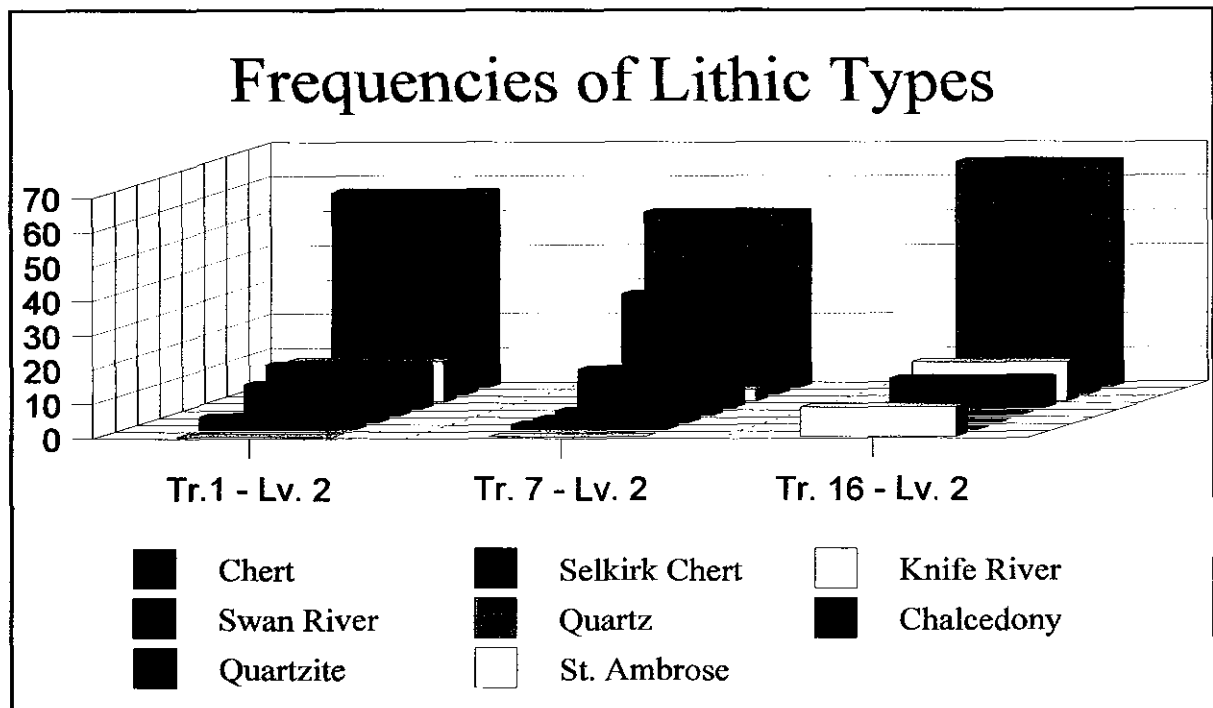 Frequencies of Lithic Types
70
60
50
40
30
20
10
0
Tr.1 - Lv. 2
Tr. 7 - Lv. 2
Tr. 16 - Lv. 2
Chert
Selkirk Chert
Knife River
Swan River
Quartz
Chalcedony
Quartzite
St. Ambrose